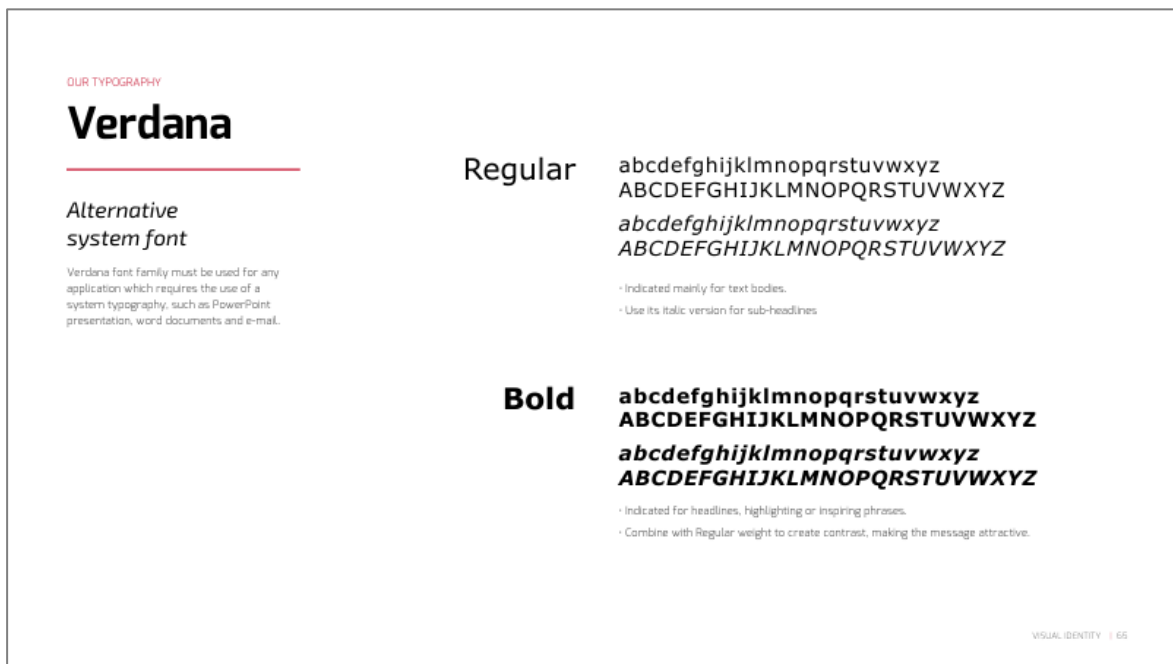 OUR TYPOGRAPHY
Verdana
Alternative
system font
Verdana font family must be used for any
application which requires the use of a
system typography, such as PowerPoint
presentation, word documents and e-mail.
Regular
abcdefghijklmnopqrstuvwxyz
ABCDEFGHIJKLMNOPQRSTUVWXYZ
abcdefghijklmnopqrstuvwxyz
ABCDEFGHIJKLMNOPQRSTUVWXYZ
• Indicated mainly for text bodies.
• Use its italic version for sub-headlines
Bold
abcdefghijklmnopqrstuvwxyz
ABCDEFGHIJKLMNOPQRSTUVWXYZ
abcdefghijklmnopqrstuvwxyz
ABCDEFGHIJKLMNOPQRSTUVWXYZ
• Indicated for headlines, highlighting or inspiring phrases.
• Combine with Regular weight to create contrast, making the message attractive.
VISUAL IDENTITY | 65